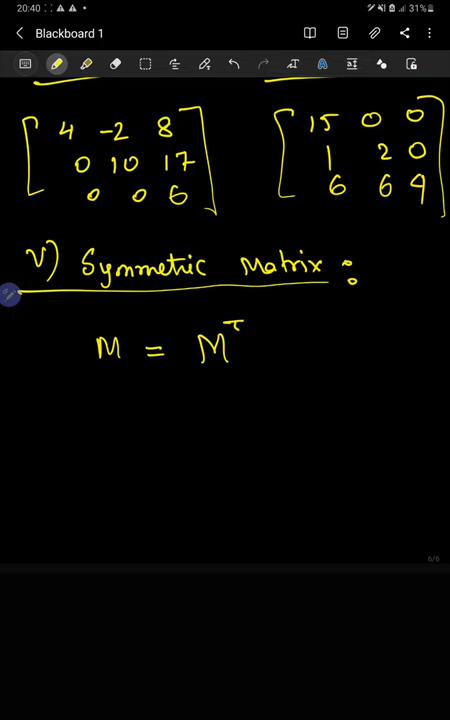 20:40 31%
Blackboard 1
4 -2 8 15 0 0
0 10 17 1 2 0
0 0 6 6 6 9
V) Symmetric Matrix :
M = M^T
6/6